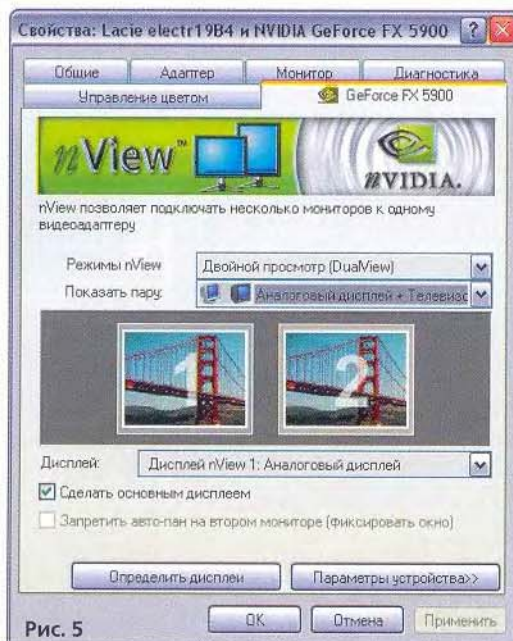 Свойства: Lacie electr19B4 и NVIDIA GeForce FX 5900
Общие Адаптер Монитор Диагностика
Управление цветом GeForce FX 5900
nView™
NVIDIA.
nView позволяет подключать несколько мониторов к одному
видеоадаптеру
Режимы nView Двойной просмотр (DualView)
Показать пару: Аналоговый дисплей + Телевизо
1 2
Дисплей: Дисплей nView 1: Аналоговый дисплей
Сделать основным дисплеем
Запретить авто-пан на втором мониторе (фиксировать окно)
Определить дисплеи Параметры устройства>>
OK Отмена Применить
Рис. 5